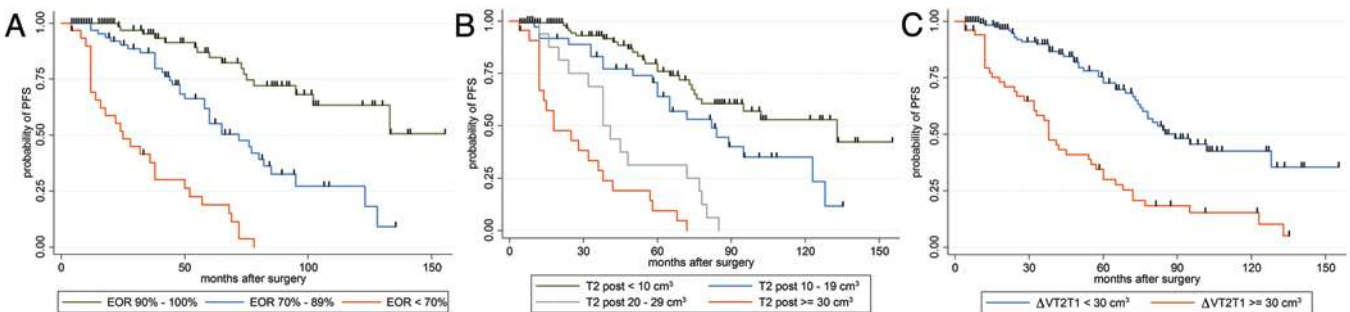 A
probability of PFS
1.00
0.75
0.50
0.25
0.00
0
50
100
150
months after surgery
EOR 90% - 100%
EOR 70% - 89%
EOR < 70%
B
probability of PFS
1.00
0.75
0.50
0.25
0.00
0
30
60
90
120
150
months after surgery
T2 post < 10 cm³
T2 post 10 - 19 cm³
T2 post 20 - 29 cm³
T2 post >= 30 cm³
C
probability of PFS
1.00
0.75
0.50
0.25
0.00
0
30
60
90
120
150
months after surgery
ΔVT2T1 < 30 cm³
ΔVT2T1 >= 30 cm³